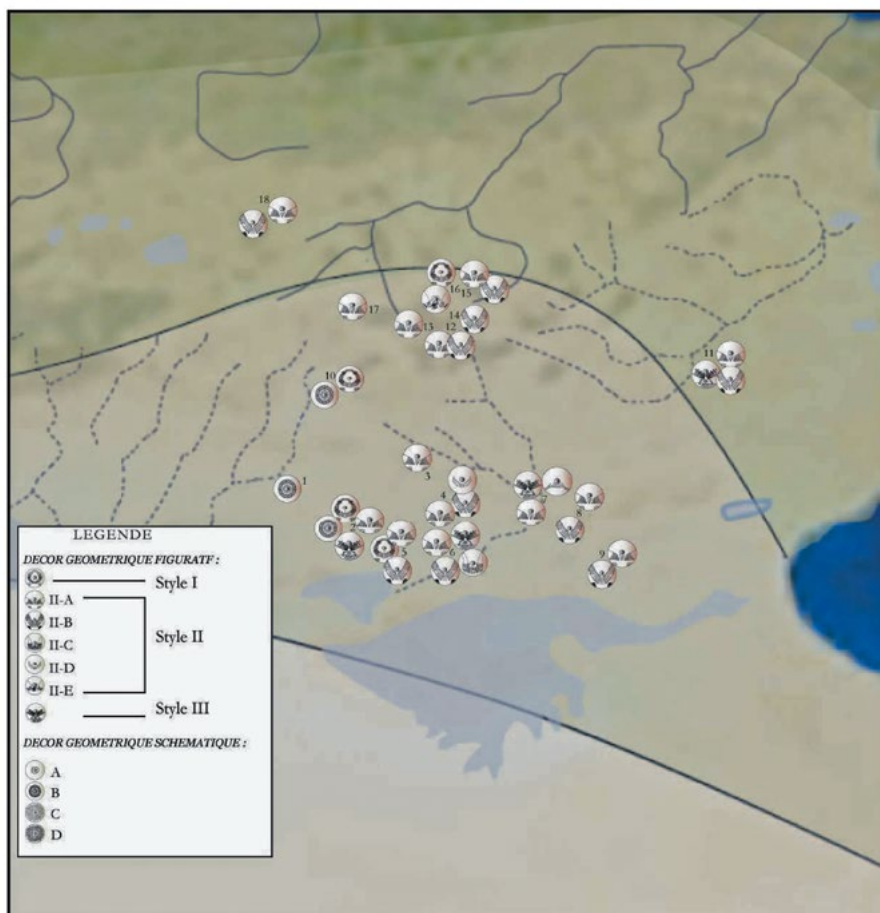 18
16
15
17
14
13
12
11
10
3
1
4
8
5
6
9
LEGENDE
DECOR GEOMETRIQUE FIGURATF :
Style I
II-A
II-B
II-C
Style II
II-D
II-E
Style III
DECOR GEOMETRIQUE SCHEMATIQUE :
A
B
C
D